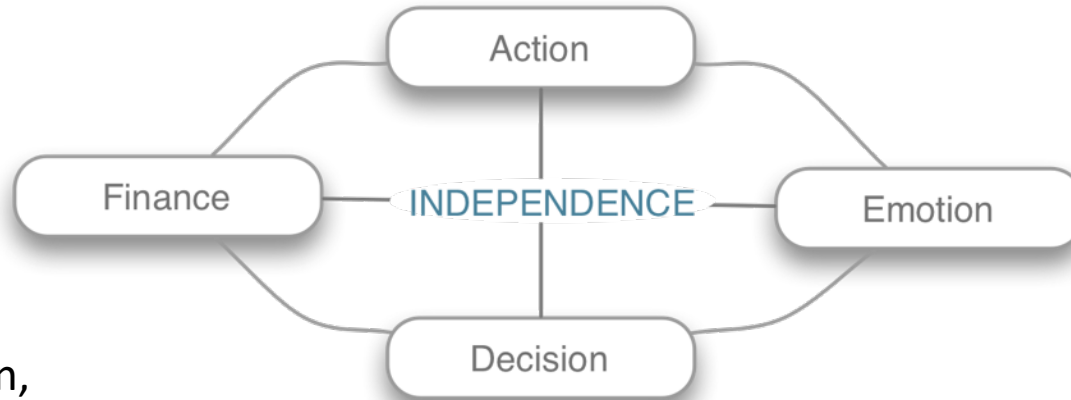 Action
Finance
INDEPENDENCE
Emotion
Decision